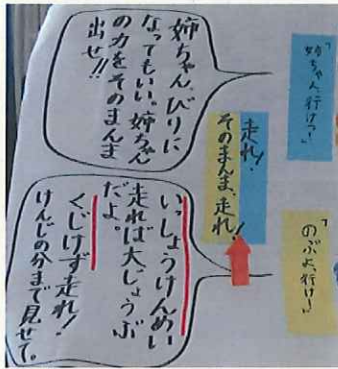 「姉ちゃん、行けっ!」
「のぶよ、行け〜」
走れ!
そのまんま、走れ!
姉ちゃん、びりに
なってもいい。姉ちゃん
の力をそのまんま
出せ!!
いっしょうけんめい
走れば大じょうぶ
だよ。
くじけず走れ!
けんじの分まで見せて。